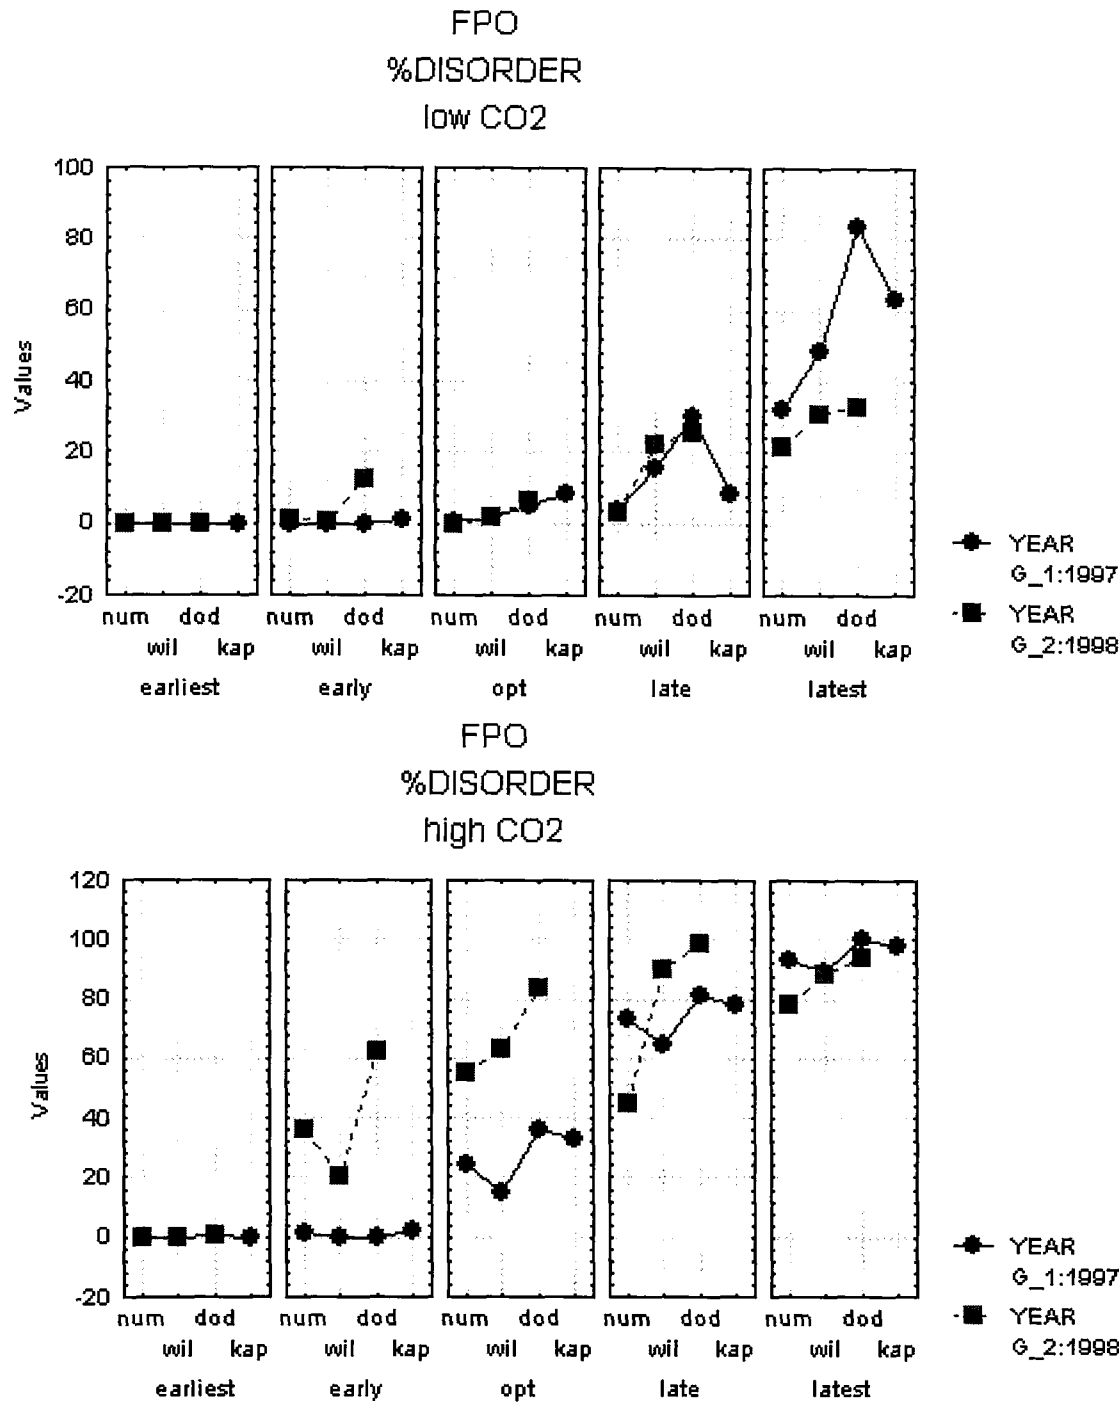 FPO
%DISORDER
low CO2
100
80
60
40
20
0
-20
Values
num dod num dod num dod num dod num dod
wil kap wil kap wil kap wil kap wil kap
earliest early opt late latest
YEAR
G_1:1997
YEAR
G_2:1998
FPO
%DISORDER
high CO2
120
100
80
60
40
20
0
-20
Values
num dod num dod num dod num dod num dod
wil kap wil kap wil kap wil kap wil kap
earliest early opt late latest
YEAR
G_1:1997
YEAR
G_2:1998